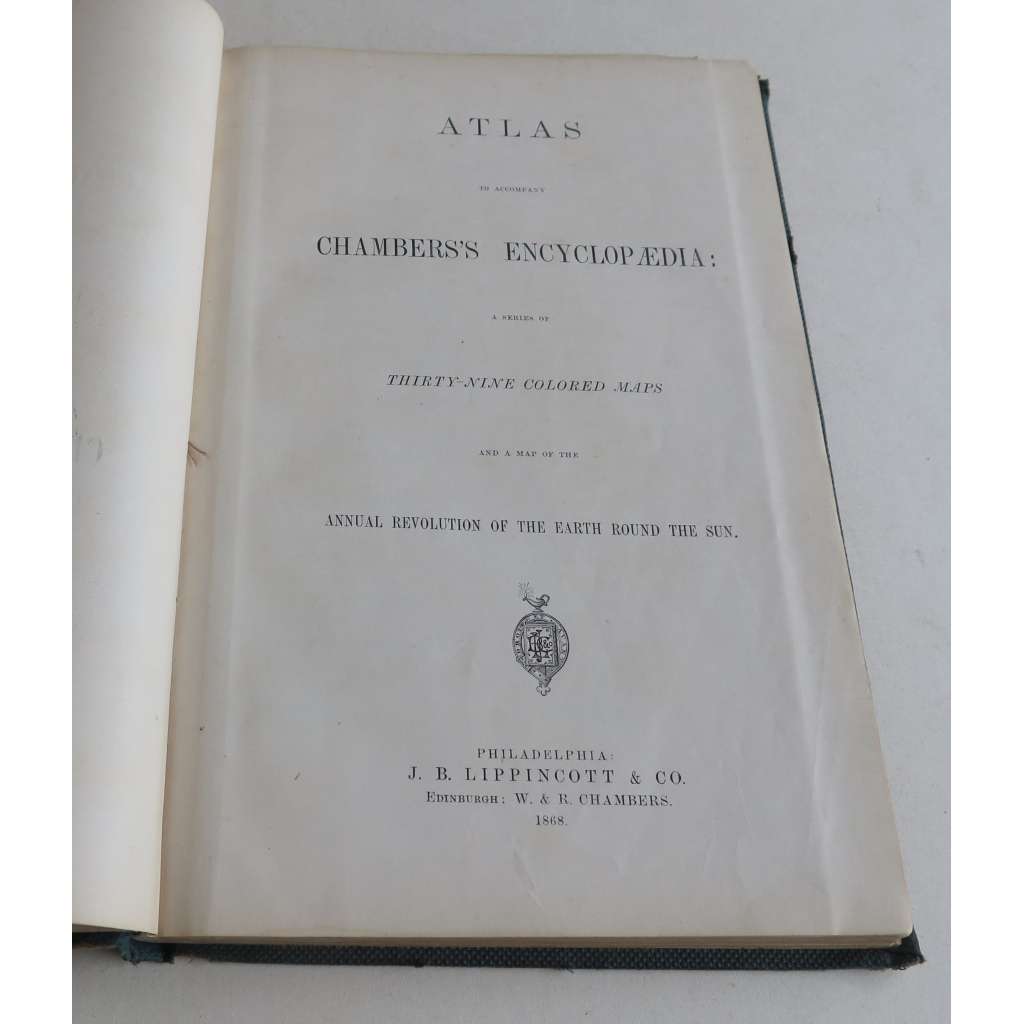 ATLAS
TO ACCOMPANY
CHAMBERS'S ENCYCLOPÆDIA:
A SERIES OF
THIRTY-NINE COLORED MAPS
AND A MAP OF THE
ANNUAL REVOLUTION OF THE EARTH ROUND THE SUN.
PHILADELPHIA:
J. B. LIPPINCOTT & CO.
EDINBURGH; W. & R. CHAMBERS.
1868.